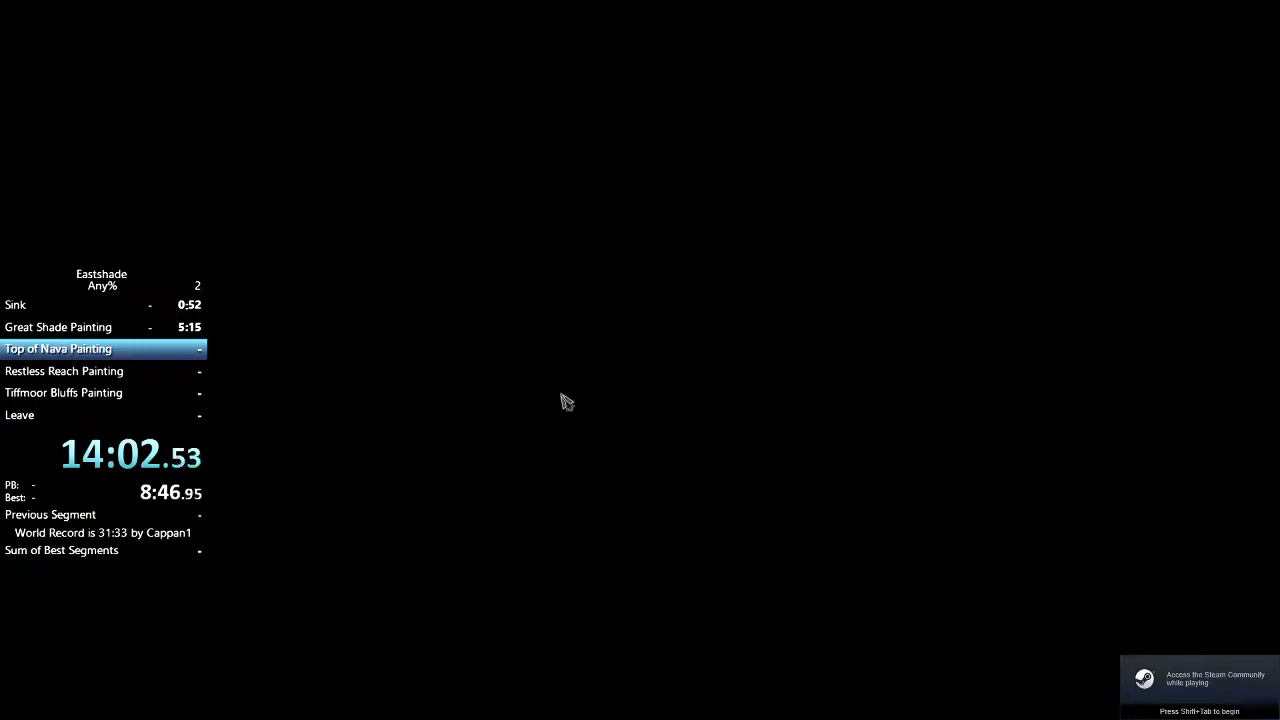 Eastshade
Any% 2
Sink - 0:52
Great Shade Painting - 5:15
Top of Nava Painting -
Restless Reach Painting -
Tiffmoor Bluffs Painting -
Leave -
14:02.53
PB: - 8:46.95
Best: -
Previous Segment -
World Record is 31:33 by Cappan1
Sum of Best Segments -
Access the Steam Community
while playing
Press Shift+Tab to begin